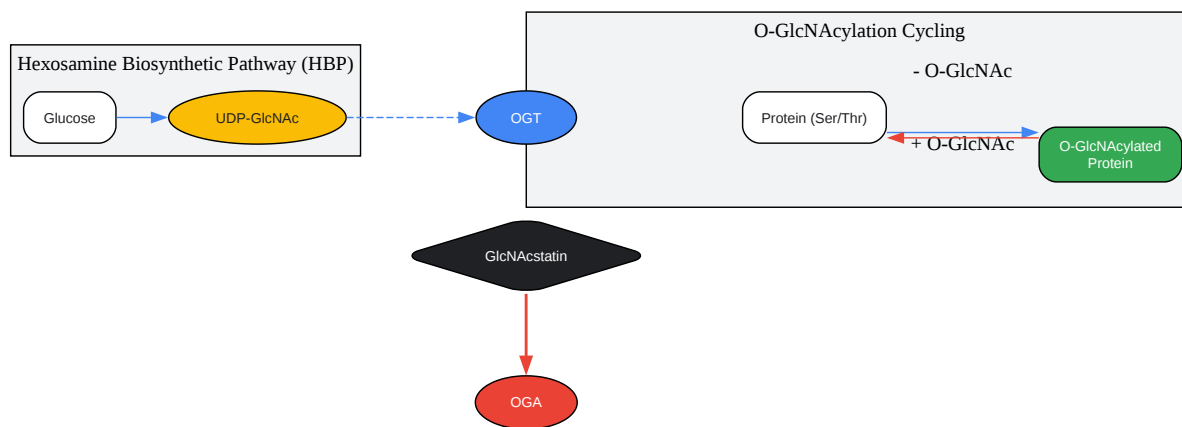 O-GlcNAcylation Cycling
Hexosamine Biosynthetic Pathway (HBP)
- O-GlcNAc
Glucose
UDP-GlcNAc
OGT
Protein (Ser/Thr)
+ O-GlcNAc
O-GlcNAcylated
Protein
GlcNAcstatin
OGA